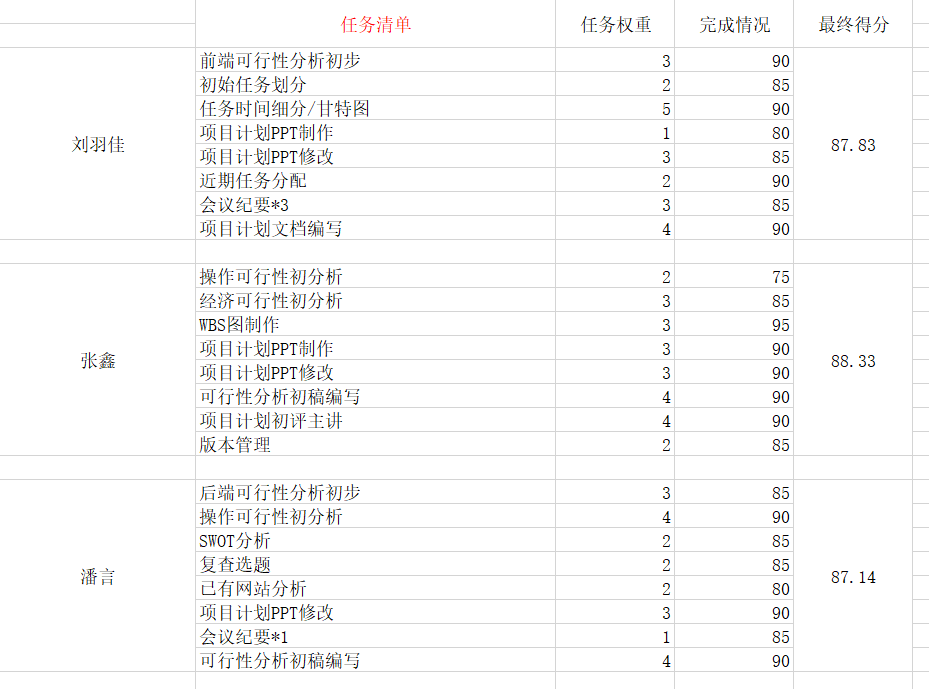 任务清单 任务权重 完成情况 最终得分
前端可行性分析初步 3 90
初始任务划分 2 85
任务时间细分/甘特图 5 90
项目计划PPT制作 1 80
刘羽佳 87.83
项目计划PPT修改 3 85
近期任务分配 2 90
会议纪要*3 3 85
项目计划文档编写 4 90
操作可行性初分析 2 75
经济可行性初分析 3 85
WBS图制作 3 95
项目计划PPT制作 3 90
张鑫 88.33
项目计划PPT修改 3 90
可行性分析初稿编写 4 90
项目计划初评主讲 4 90
版本管理 2 85
后端可行性分析初步 3 85
操作可行性初分析 4 90
SWOT分析 2 85
复查选题 2 85
潘言 87.14
已有网站分析 2 80
项目计划PPT修改 3 90
会议纪要*1 1 85
可行性分析初稿编写 4 90